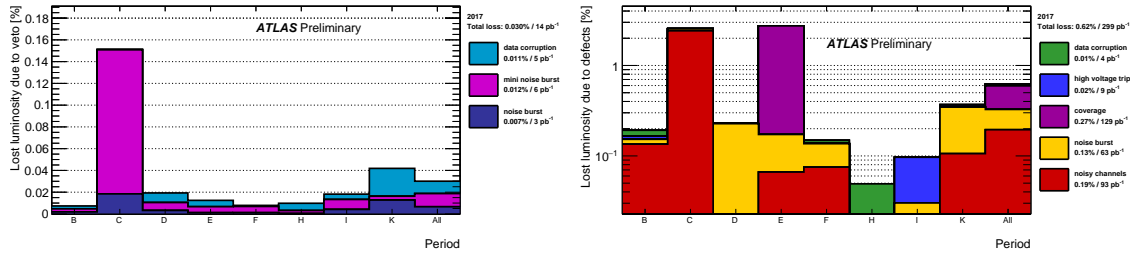 Lost luminosity due to veto [%]
0.18
0.16
0.14
0.12
0.1
0.08
0.06
0.04
0.02
0
ATLAS Preliminary
B C D E F H I K All
Period
2017
Total loss: 0.030% / 14 pb-1
data corruption
0.011% / 5 pb-1
mini noise burst
0.012% / 6 pb-1
noise burst
0.007% / 3 pb-1
Lost luminosity due to defects [%]
1
10-1
ATLAS Preliminary
B C D E F H I K All
Period
2017
Total loss: 0.62% / 299 pb-1
data corruption
0.01% / 4 pb-1
high voltage trip
0.02% / 9 pb-1
coverage
0.27% / 129 pb-1
noise burst
0.13% / 63 pb-1
noisy channels
0.19% / 93 pb-1